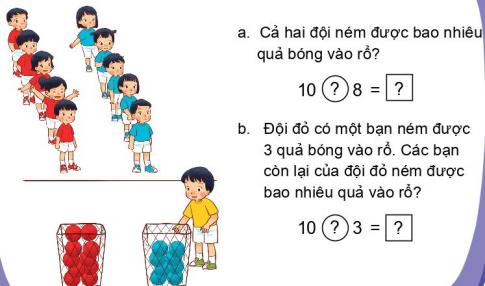 a. Cả hai đội ném được bao nhiêu
quả bóng vào rổ?
10 ? 8 = ?
b. Đội đỏ có một bạn ném được
3 quả bóng vào rổ. Các bạn
còn lại của đội đỏ ném được
bao nhiêu quả vào rổ?
10 ? 3 = ?